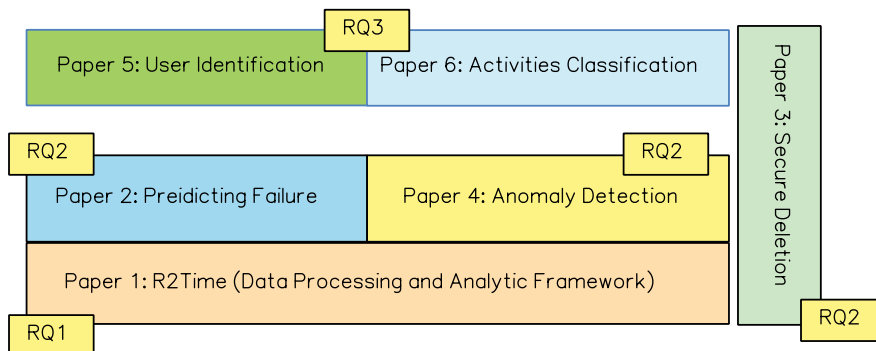 RQ3
Paper 5: User Identification
Paper 6: Activities Classification
Paper 3: Secure Deletion
RQ2
RQ2
Paper 2: Preidicting Failure
Paper 4: Anomaly Detection
Paper 1: R2Time (Data Processing and Analytic Framework)
RQ1
RQ2